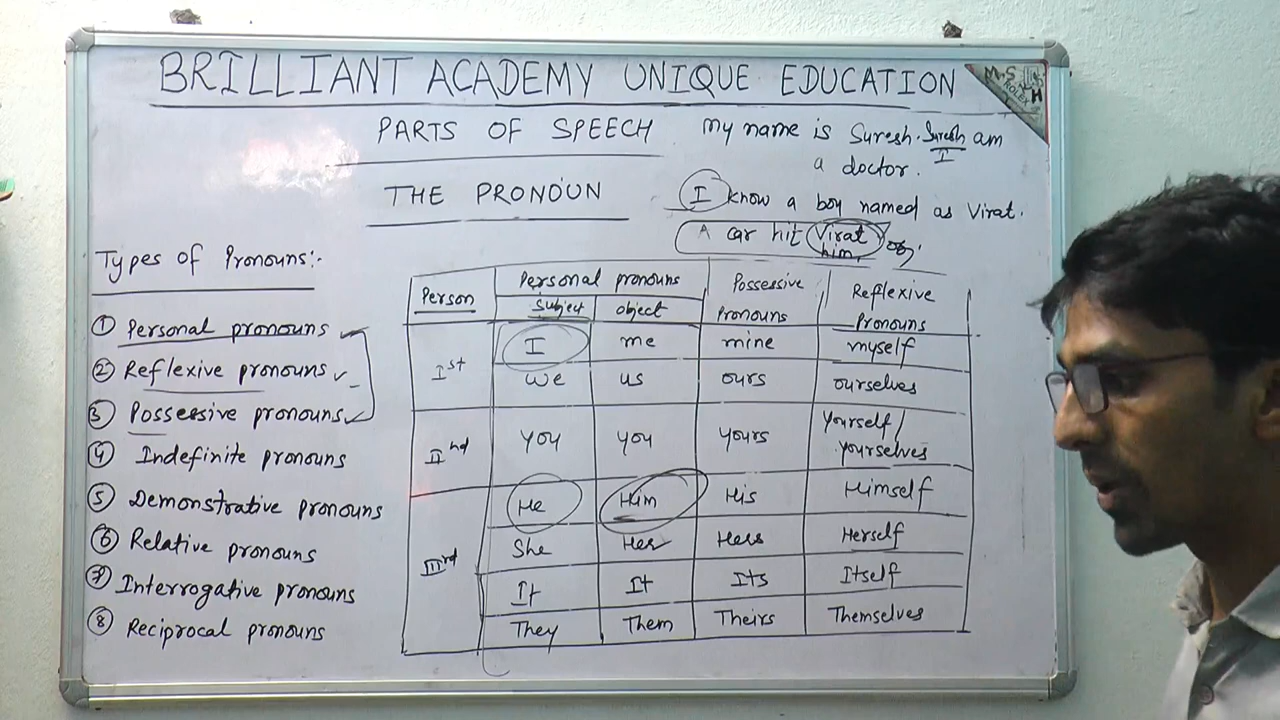 BRILLIANT ACADEMY UNIQUE EDUCATION
M-S
ROLEX
H
PARTS OF SPEECH
THE PRONOUN
My name is Suresh. Suresh am
I
a doctor.
I know a boy named as Virat.
A car hit Virat
him.
Types of Pronouns:-
① Personal pronouns
② Reflexive pronouns
③ Possessive pronouns
④ Indefinite pronouns
⑤ Demonstrative pronouns
⑥ Relative pronouns
⑦ Interrogative pronouns
⑧ Reciprocal pronouns
Person Personal pronouns Possessive Pronouns Reflexive Pronouns
Subject object
Ist I me mine myself
We us ours ourselves
IInd you you yours yourself / yourselves
IIIrd He Him His Himself
She Her Hers Herself
It It Its Itself
They Them Theirs Themselves